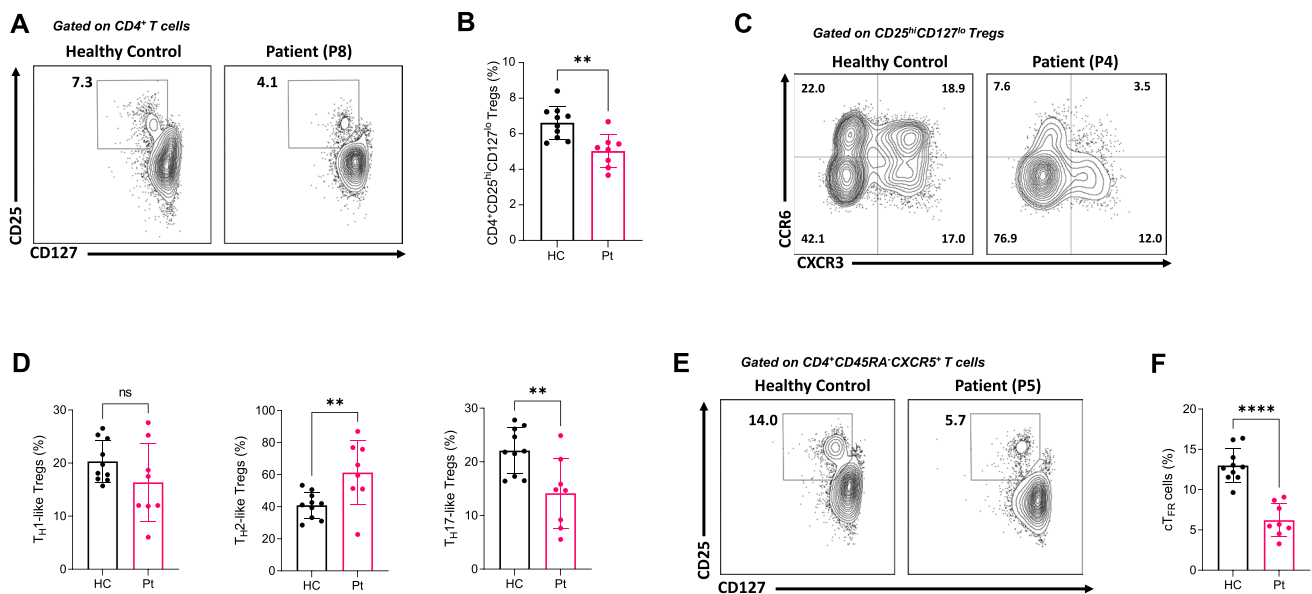 A
Gated on CD4⁺ T cells
Healthy Control
Patient (P8)
7.3
4.1
CD25
CD127
B
**
CD4⁺CD25ʰⁱCD127ˡᵒ Tregs (%)
10
8
6
4
2
0
HC
Pt
C
Gated on CD25ʰⁱCD127ˡᵒ Tregs
Healthy Control
Patient (P4)
22.0
18.9
7.6
3.5
42.1
17.0
76.9
12.0
CCR6
CXCR3
D
ns
T_H1-like Tregs (%)
30
20
10
0
HC
Pt
**
T_H2-like Tregs (%)
100
80
60
40
20
0
HC
Pt
**
T_H17-like Tregs (%)
30
20
10
0
HC
Pt
E
Gated on CD4⁺CD45RA⁻CXCR5⁺ T cells
Healthy Control
Patient (P5)
14.0
5.7
CD25
CD127
F
****
cT_FR cells (%)
20
15
10
5
0
HC
Pt